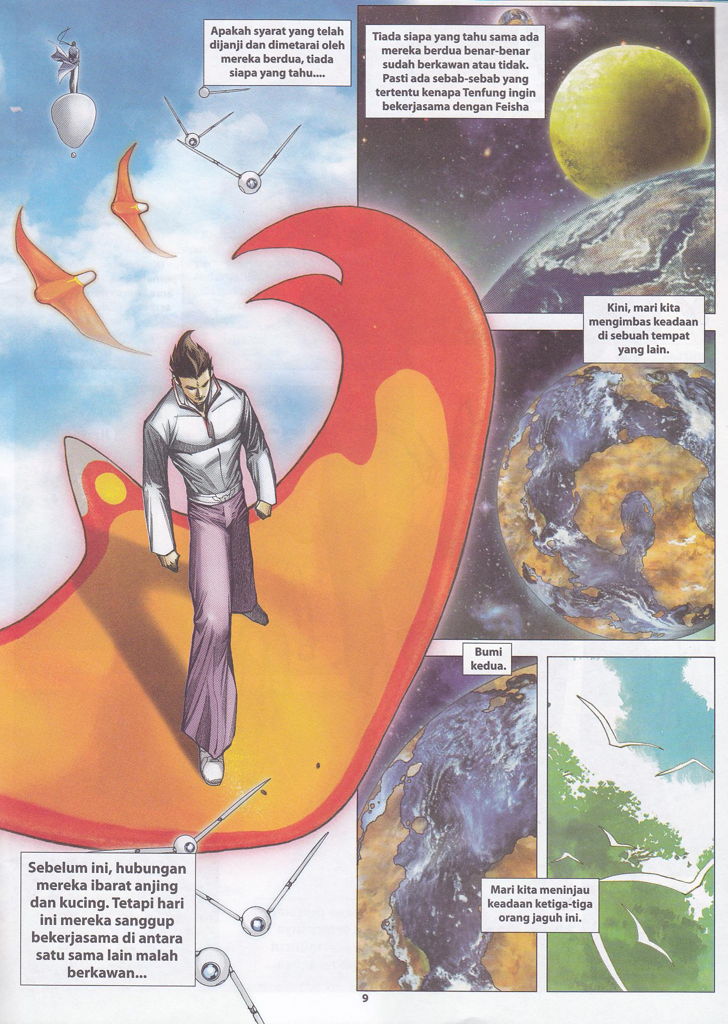 Apakah syarat yang telah
dijanji dan dimetarai oleh
mereka berdua, tiada
siapa yang tahu....
Tiada siapa yang tahu sama ada
mereka berdua benar-benar
sudah berkawan atau tidak.
Pasti ada sebab-sebab yang
tertentu kenapa Tenfung ingin
bekerjasama dengan Feisha
Kini, mari kita
mengimbas keadaan
di sebuah tempat
yang lain.
Bumi
kedua.
Sebelum ini, hubungan
mereka ibarat anjing
dan kucing. Tetapi hari
ini mereka sanggup
bekerjasama di antara
satu sama lain malah
berkawan...
Mari kita meninjau
keadaan ketiga-tiga
orang jaguh ini.
9